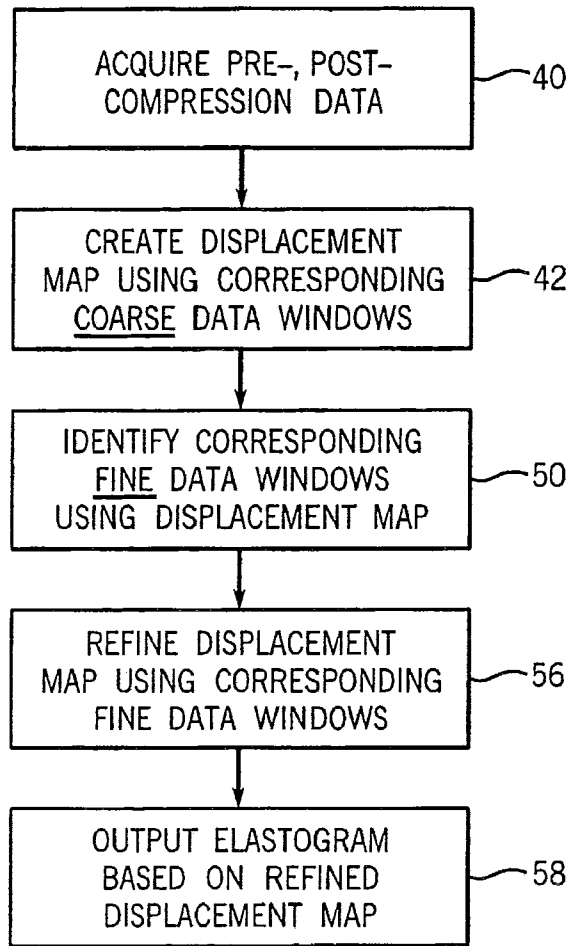 ACQUIRE PRE-, POST-
COMPRESSION DATA
40
CREATE DISPLACEMENT
MAP USING CORRESPONDING
COARSE DATA WINDOWS
42
IDENTIFY CORRESPONDING
FINE DATA WINDOWS
USING DISPLACEMENT MAP
50
REFINE DISPLACEMENT
MAP USING CORRESPONDING
FINE DATA WINDOWS
56
OUTPUT ELASTOGRAM
BASED ON REFINED
DISPLACEMENT MAP
58